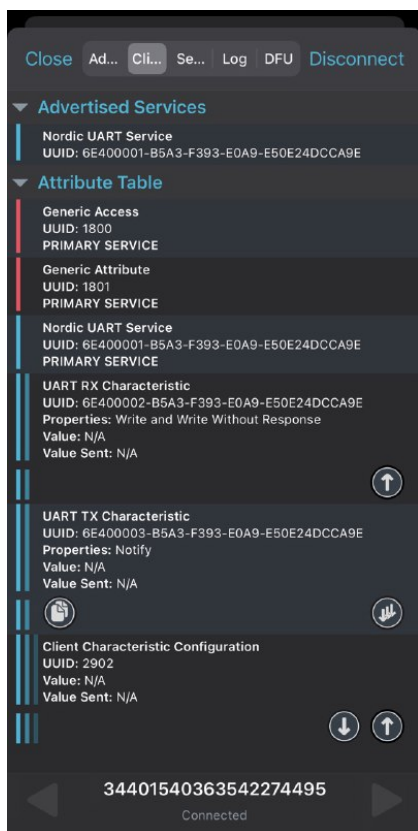 Close Ad... Cli... Se... Log DFU Disconnect
Advertised Services
Nordic UART Service
UUID: 6E400001-B5A3-F393-E0A9-E50E24DCCA9E
Attribute Table
Generic Access
UUID: 1800
PRIMARY SERVICE
Generic Attribute
UUID: 1801
PRIMARY SERVICE
Nordic UART Service
UUID: 6E400001-B5A3-F393-E0A9-E50E24DCCA9E
PRIMARY SERVICE
UART RX Characteristic
UUID: 6E400002-B5A3-F393-E0A9-E50E24DCCA9E
Properties: Write and Write Without Response
Value: N/A
Value Sent: N/A
UART TX Characteristic
UUID: 6E400003-B5A3-F393-E0A9-E50E24DCCA9E
Properties: Notify
Value: N/A
Value Sent: N/A
Client Characteristic Configuration
UUID: 2902
Value: N/A
Value Sent: N/A
34401540363542274495
Connected